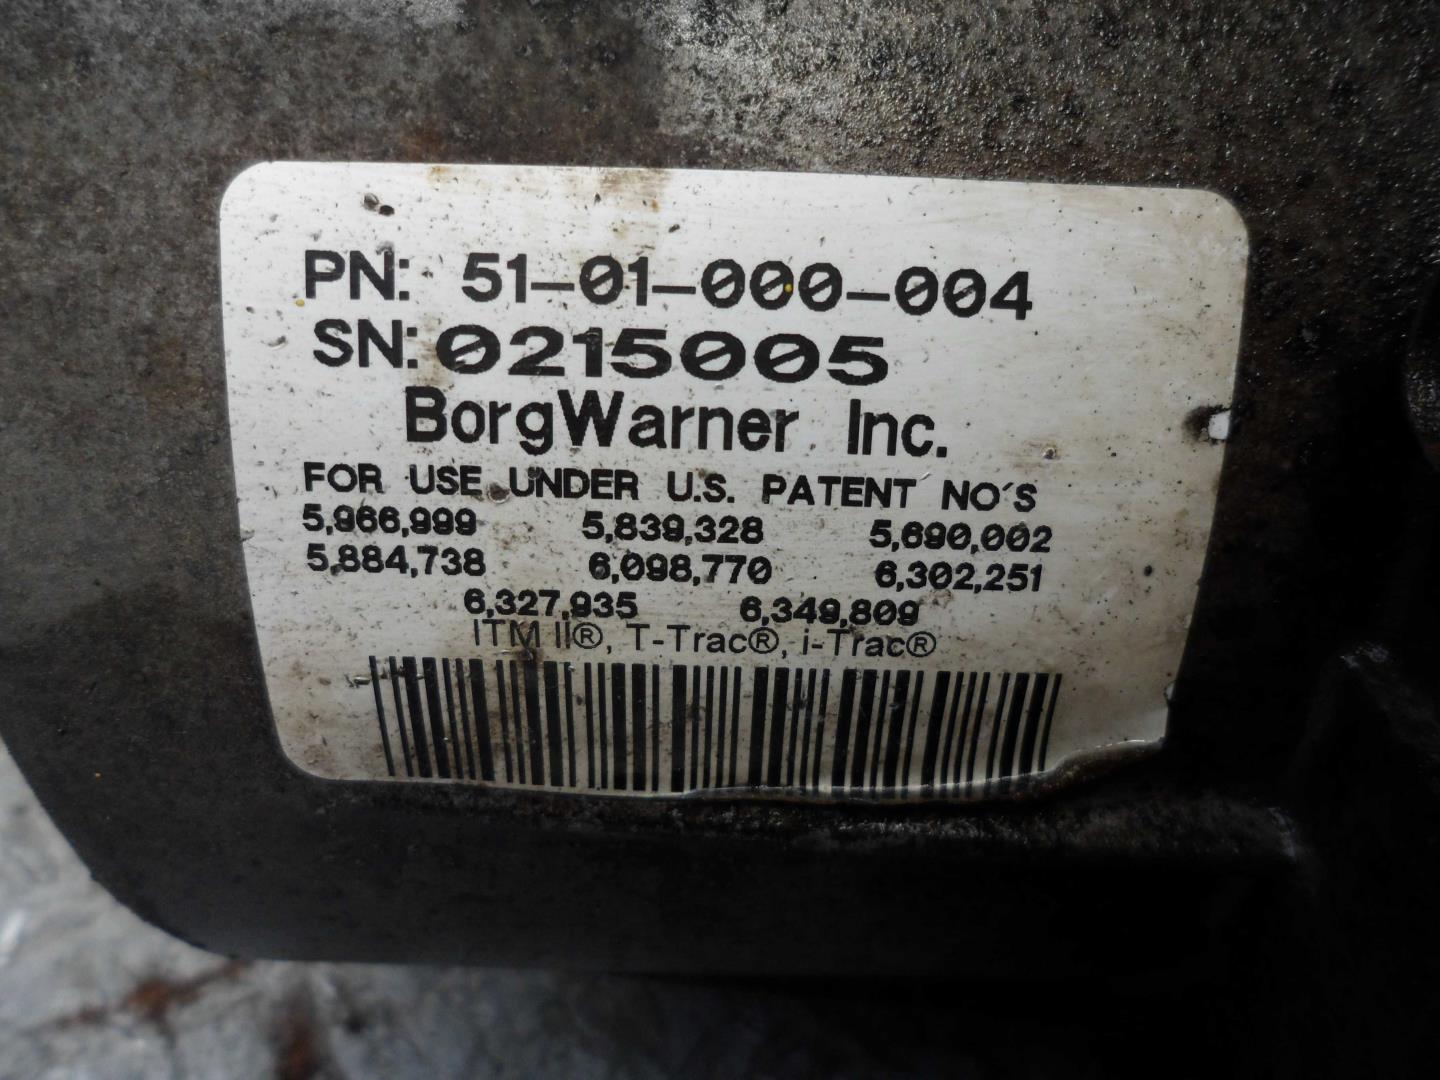 PN: 51-01-000-004
SN: 0215005
BorgWarner Inc.
FOR USE UNDER U.S. PATENT NO'S
5,966,999 5,839,328 5,690,002
5,884,738 6,098,770 6,302,251
6,327,935 6,349,809
ITM II®, T-Trac®, i-Trac®